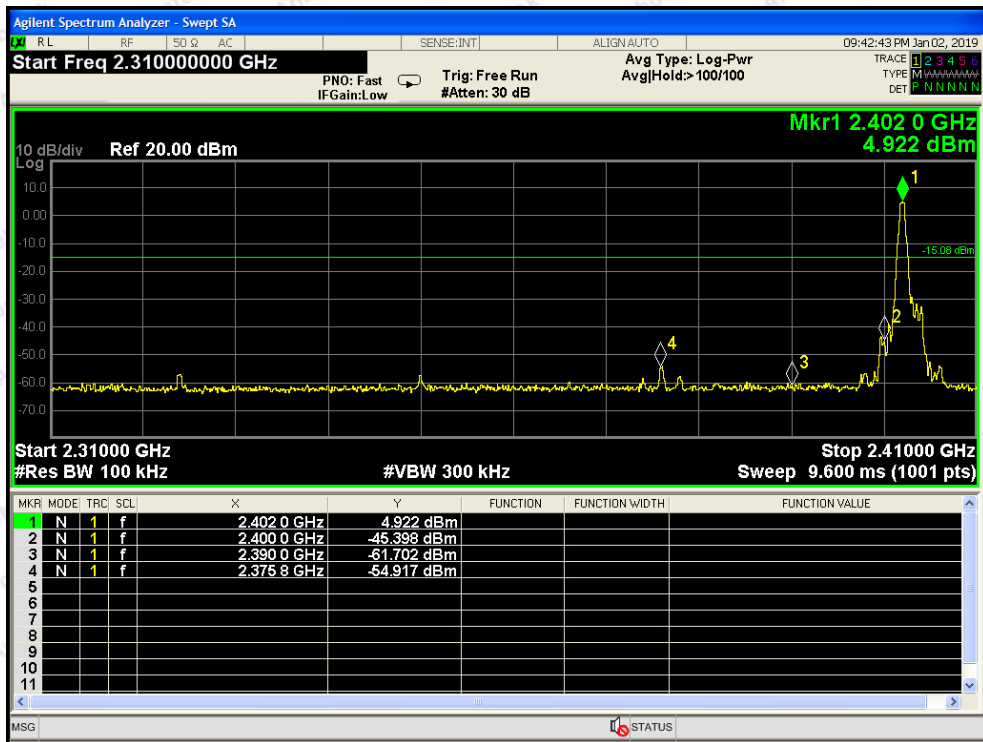 Agilent Spectrum Analyzer - Swept SA
LXI RL RF 50 Ω AC SENSE:INT ALIGN AUTO 09:42:43 PM Jan 02, 2019
Start Freq 2.310000000 GHz
PNO: Fast
IFGain:Low
Trig: Free Run
#Atten: 30 dB
Avg Type: Log-Pwr
Avg|Hold:>100/100
TRACE 1 2 3 4 5 6
TYPE M WWWWW
DET P N N N N N
Mkr1 2.402 0 GHz
4.922 dBm
10 dB/div Ref 20.00 dBm
Log
10.0
0.00
-10.0
-20.0
-30.0
-40.0
-50.0
-60.0
-70.0
1
-15.08 dBm
2
4
3
Start 2.31000 GHz Stop 2.41000 GHz
#Res BW 100 kHz #VBW 300 kHz Sweep 9.600 ms (1001 pts)
MKR MODE TRC SCL X Y FUNCTION FUNCTION WIDTH FUNCTION VALUE
1 N 1 f 2.402 0 GHz 4.922 dBm
2 N 1 f 2.400 0 GHz -45.398 dBm
3 N 1 f 2.390 0 GHz -61.702 dBm
4 N 1 f 2.375 8 GHz -54.917 dBm
5
6
7
8
9
10
11
MSG STATUS